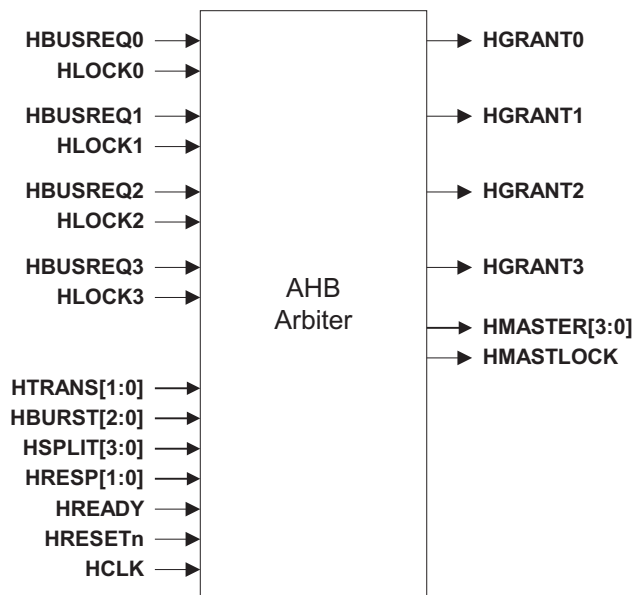 HBUSREQ0
HLOCK0
HBUSREQ1
HLOCK1
HBUSREQ2
HLOCK2
HBUSREQ3
HLOCK3
HTRANS[1:0]
HBURST[2:0]
HSPLIT[3:0]
HRESP[1:0]
HREADY
HRESETn
HCLK
AHB
Arbiter
HGRANT0
HGRANT1
HGRANT2
HGRANT3
HMASTER[3:0]
HMASTLOCK